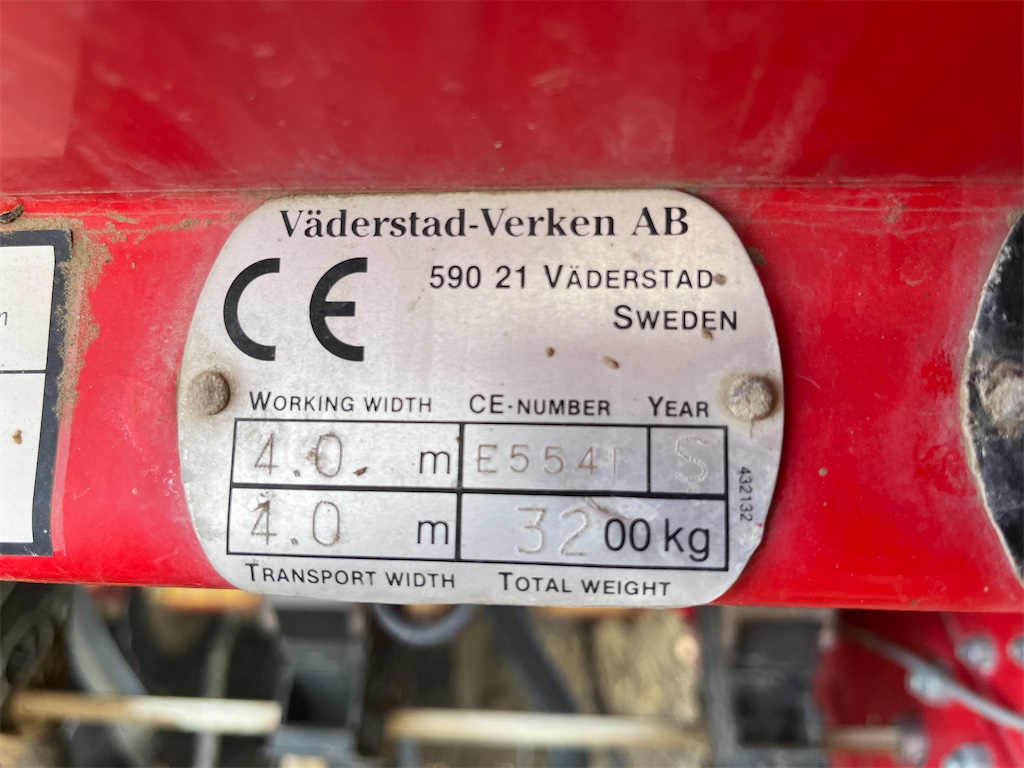 Väderstad-Verken AB
CE
590 21 VÄDERSTAD
SWEDEN
WORKING WIDTH CE-NUMBER YEAR
4.0 m E5541 S
4.0 m 3200 kg
TRANSPORT WIDTH TOTAL WEIGHT
432132